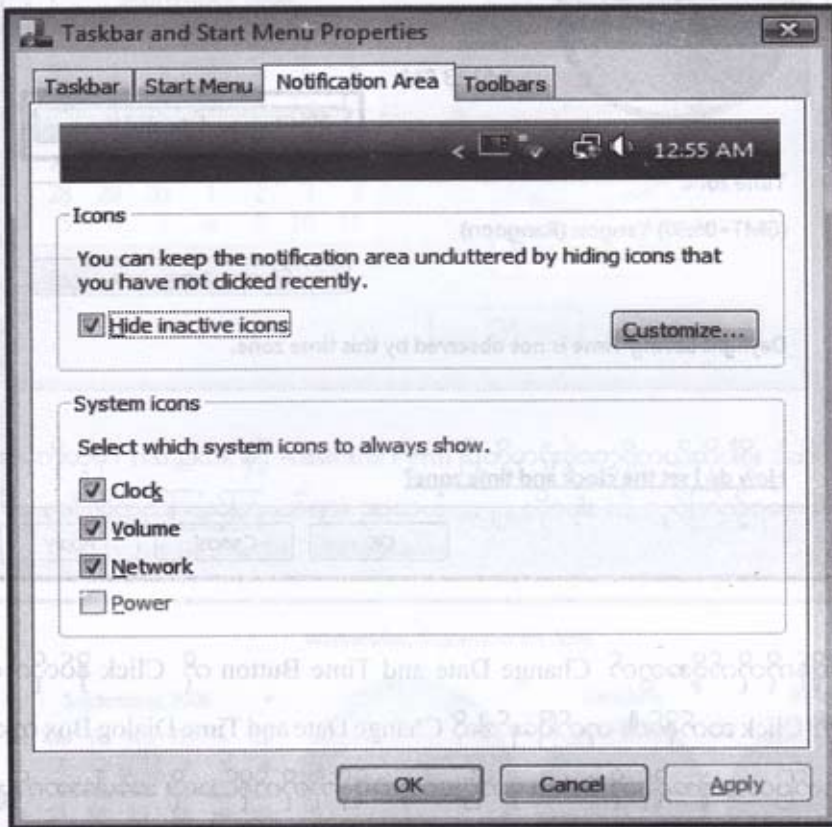 Taskbar and Start Menu Properties
Taskbar
Start Menu
Notification Area
Toolbars
<
12:55 AM
Icons
You can keep the notification area uncluttered by hiding icons that
you have not clicked recently.
Hide inactive icons
Customize...
System icons
Select which system icons to always show.
Clock
Volume
Network
Power
OK
Cancel
Apply